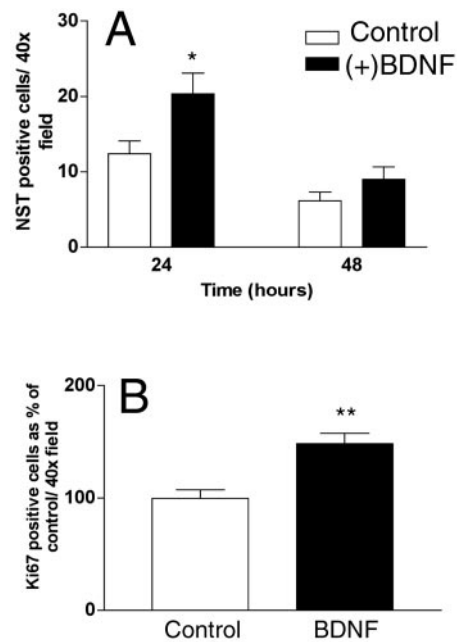 A
Control
(+)BDNF
NST positive cells/ 40x
field
30
20
10
0
*
24
48
Time (hours)
B
Ki67 positive cells as % of
control/ 40x field
200
100
0
**
Control
BDNF